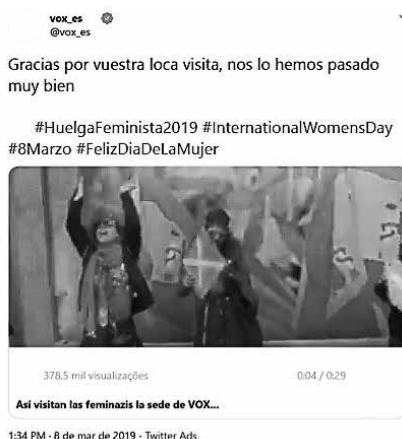 vox_es
@vox_es
Gracias por vuestra loca visita, nos lo hemos pasado
muy bien
#HuelgaFeminista2019 #InternationalWomensDay
#8Marzo #FelizDiaDeLaMujer
378.5 mil visualizações
0:04 / 0:29
Así visitan las feminazis la sede de VOX...
1:34 PM · 8 de mar de 2019 · Twitter Ads